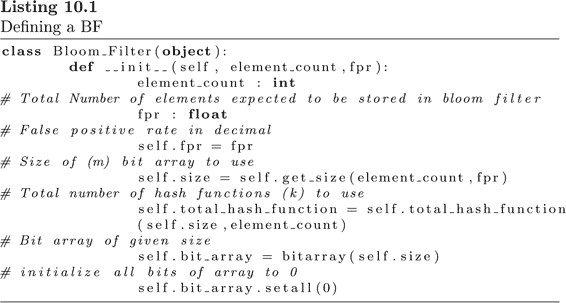 Listing 10.1
Defining a BF
class Bloom_Filter(object):
def __init__(self, element_count,fpr):
element_count : int
# Total Number of elements expected to be stored in bloom filter
fpr : float
# False positive rate in decimal
self.fpr = fpr
# Size of (m) bit array to use
self.size = self.get_size(element_count,fpr)
# Total number of hash functions (k) to use
self.total_hash_function = self.total_hash_function
(self.size,element_count)
# Bit array of given size
self.bit_array = bitarray(self.size)
# initialize all bits of array to 0
self.bit_array.setall(0)